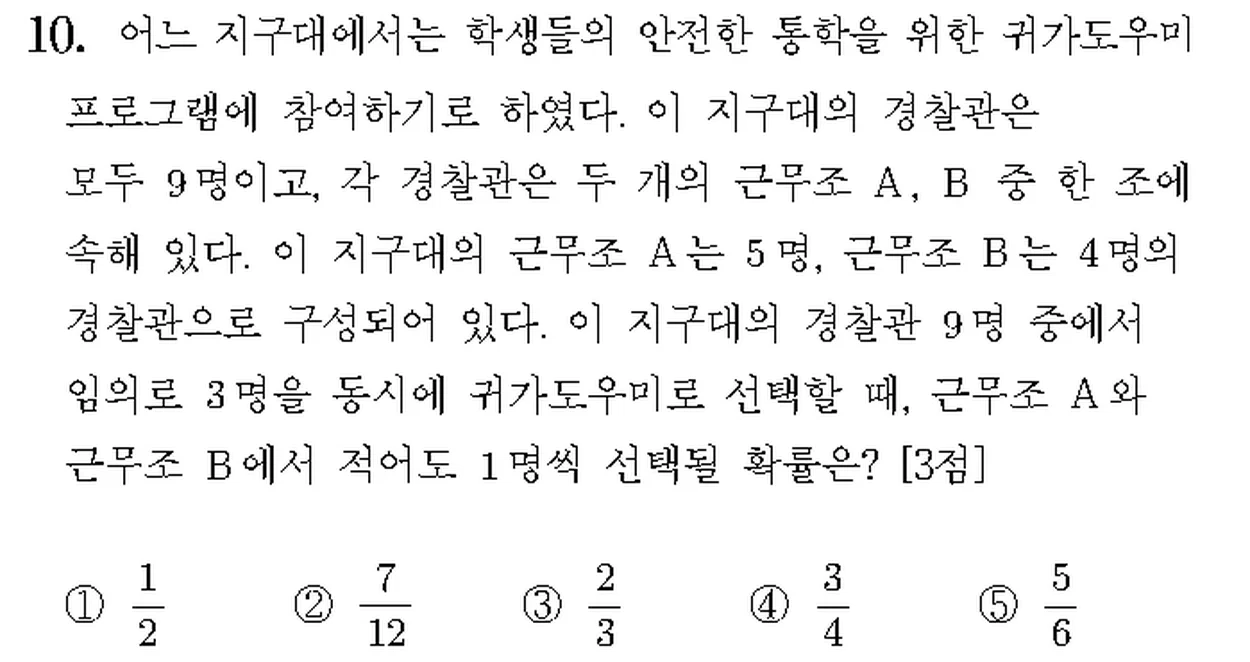 10. 어느 지구대에서는 학생들의 안전한 통학을 위한 귀가도우미
프로그램에 참여하기로 하였다. 이 지구대의 경찰관은
모두 9명이고, 각 경찰관은 두 개의 근무조 A, B 중 한 조에
속해 있다. 이 지구대의 근무조 A는 5명, 근무조 B는 4명의
경찰관으로 구성되어 있다. 이 지구대의 경찰관 9명 중에서
임의로 3명을 동시에 귀가도우미로 선택할 때, 근무조 A와
근무조 B에서 적어도 1명씩 선택될 확률은? [3점]
① 1/2 ② 7/12 ③ 2/3 ④ 3/4 ⑤ 5/6